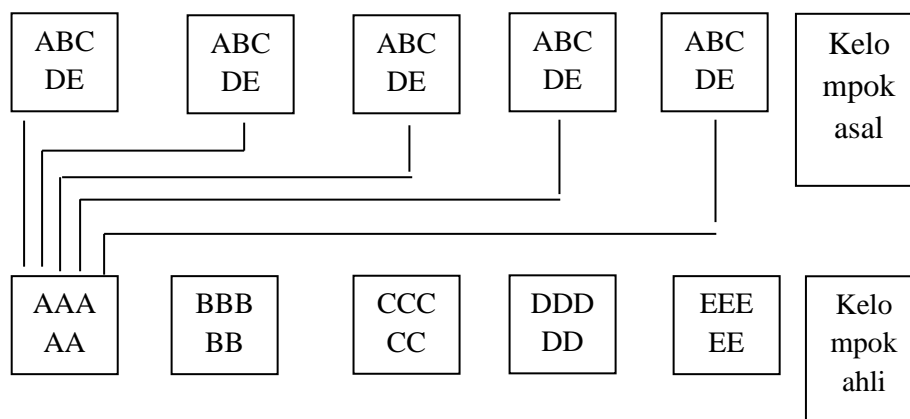 ABC
DE
ABC
DE
ABC
DE
ABC
DE
ABC
DE
Kelo
mpok
asal
AAA
AA
BBB
BB
CCC
CC
DDD
DD
EEE
EE
Kelo
mpok
ahli